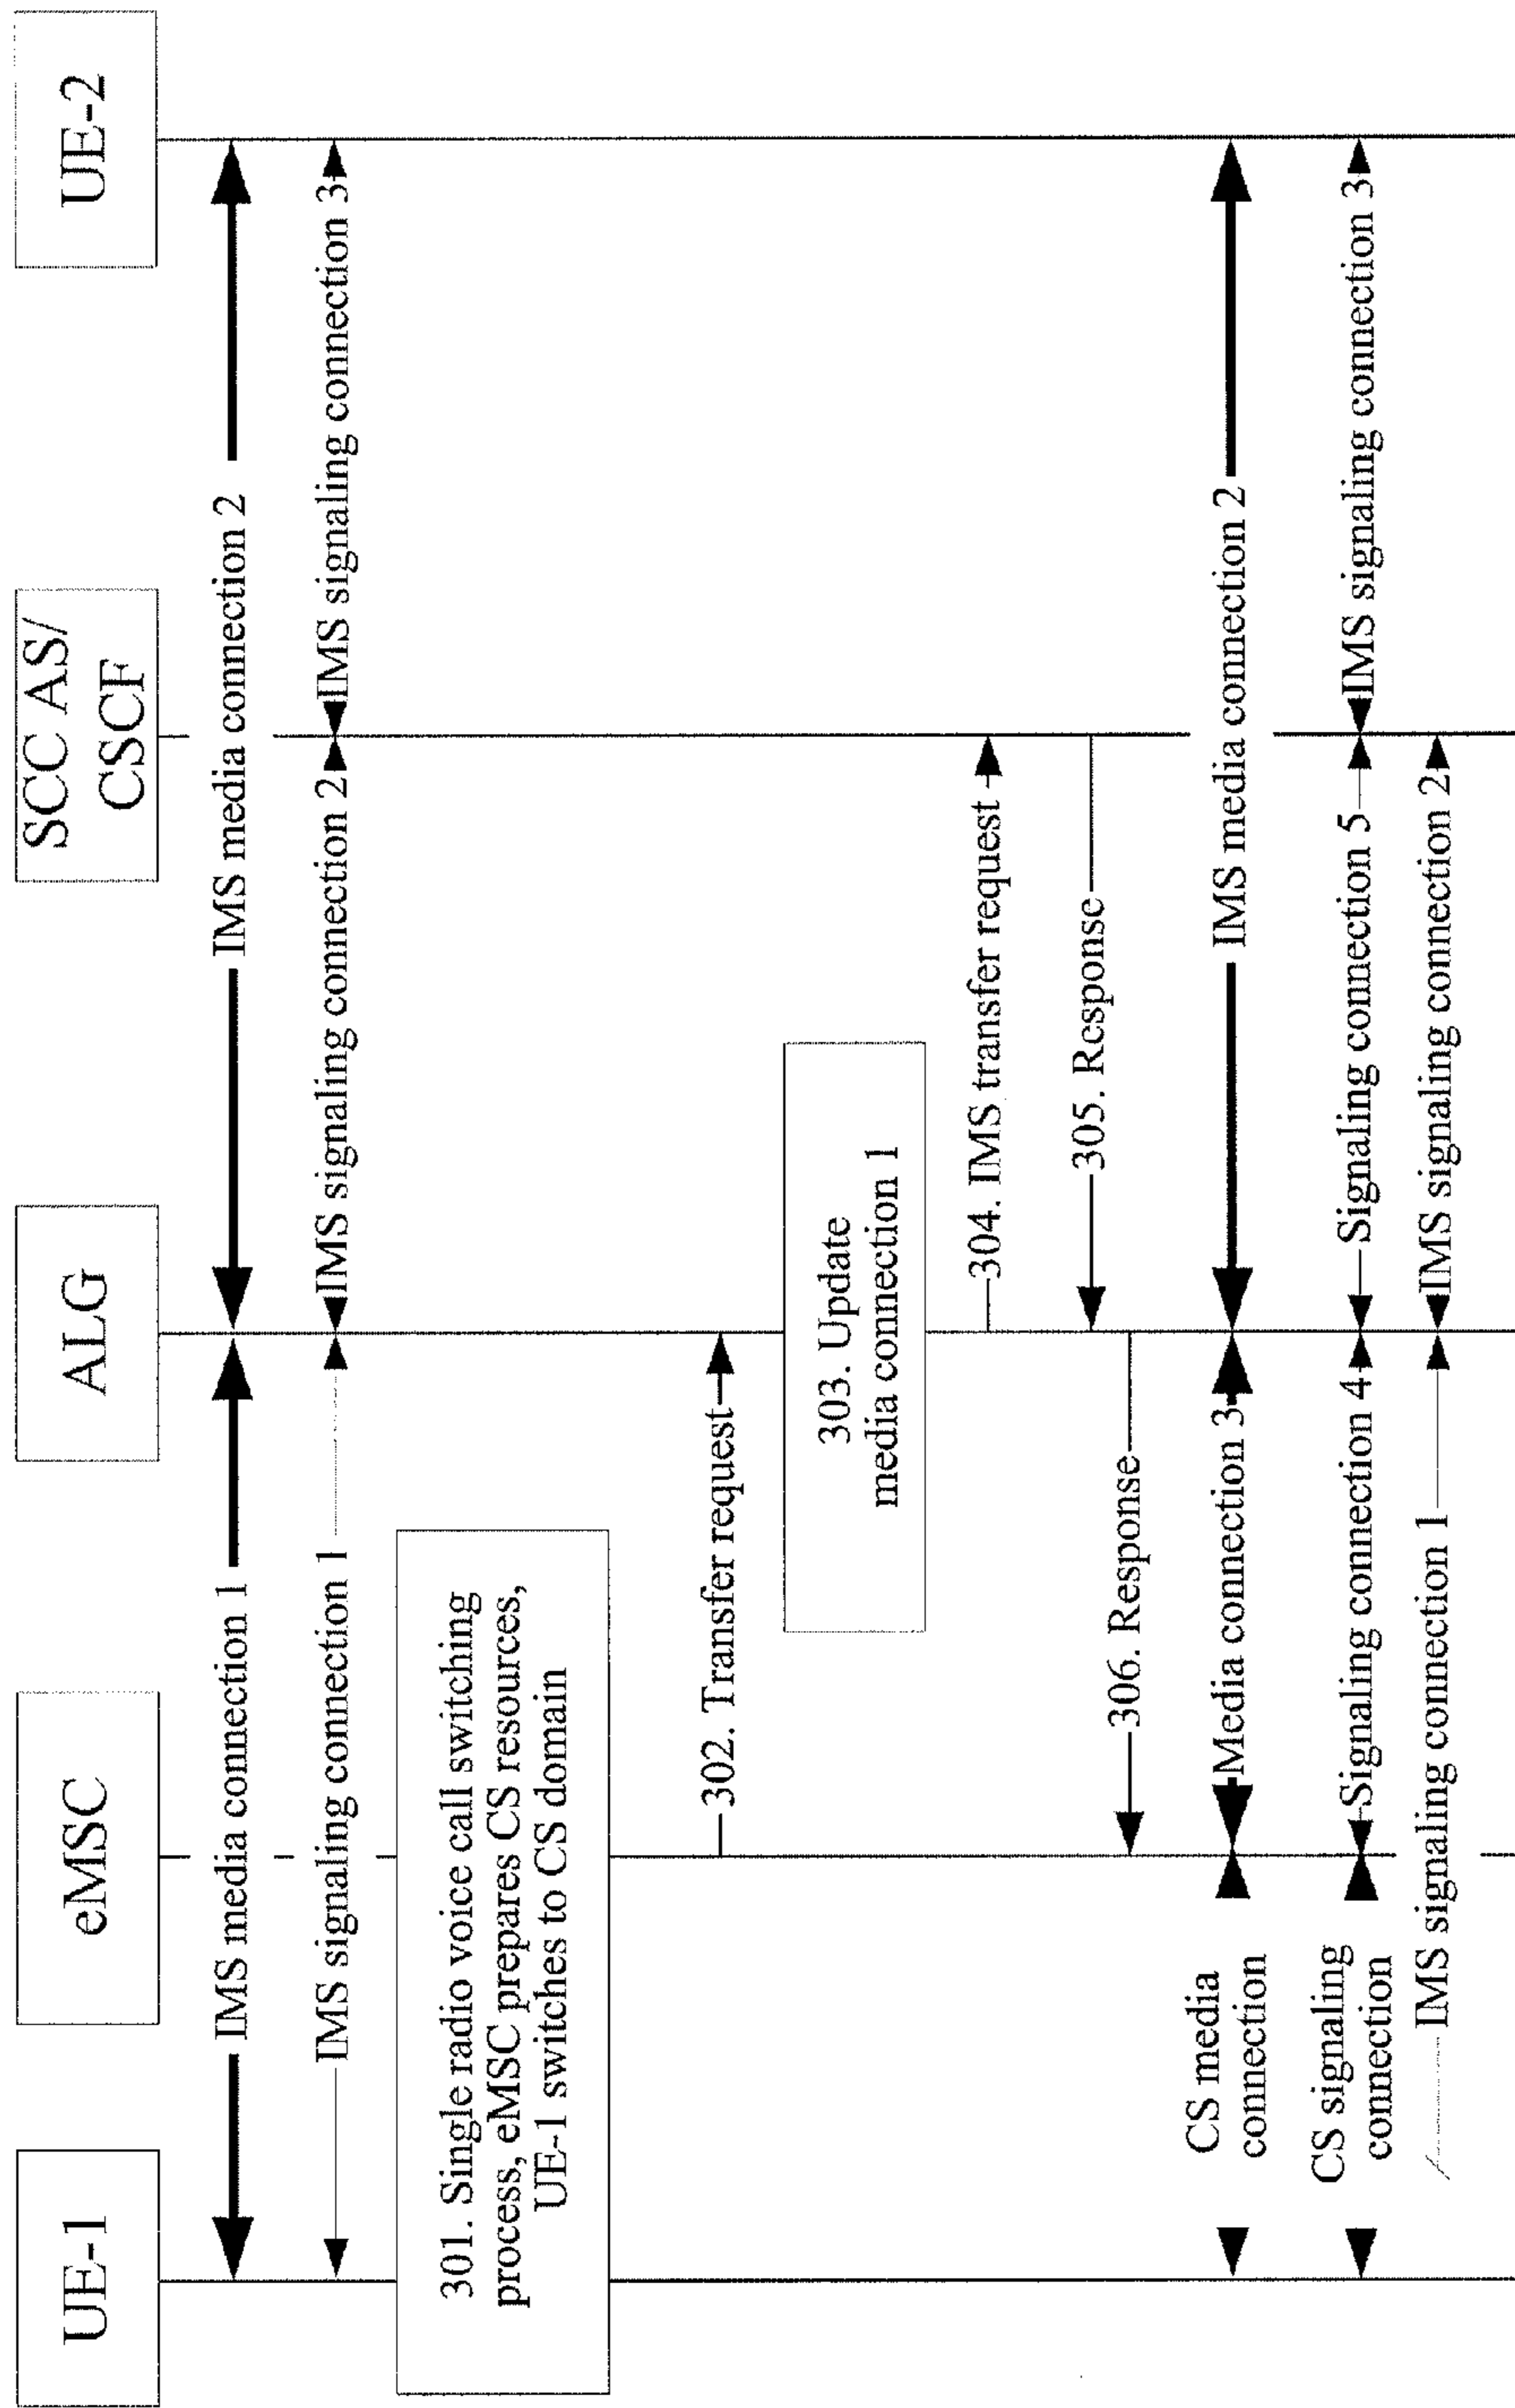 UE-1
eMSC
ALG
SCC AS/
CSCF
UE-2
IMS media connection 1
IMS media connection 2
IMS signaling connection 1
IMS signaling connection 2
IMS signaling connection 3
301. Single radio voice call switching
process, eMSC prepares CS resources,
UE-1 switches to CS domain
302. Transfer request
303. Update
media connection 1
304. IMS transfer request
305. Response
306. Response
CS media
connection
Media connection 3
IMS media connection 2
CS signaling
connection
Signaling connection 4
Signaling connection 5
IMS signaling connection 3
IMS signaling connection 1
IMS signaling connection 2